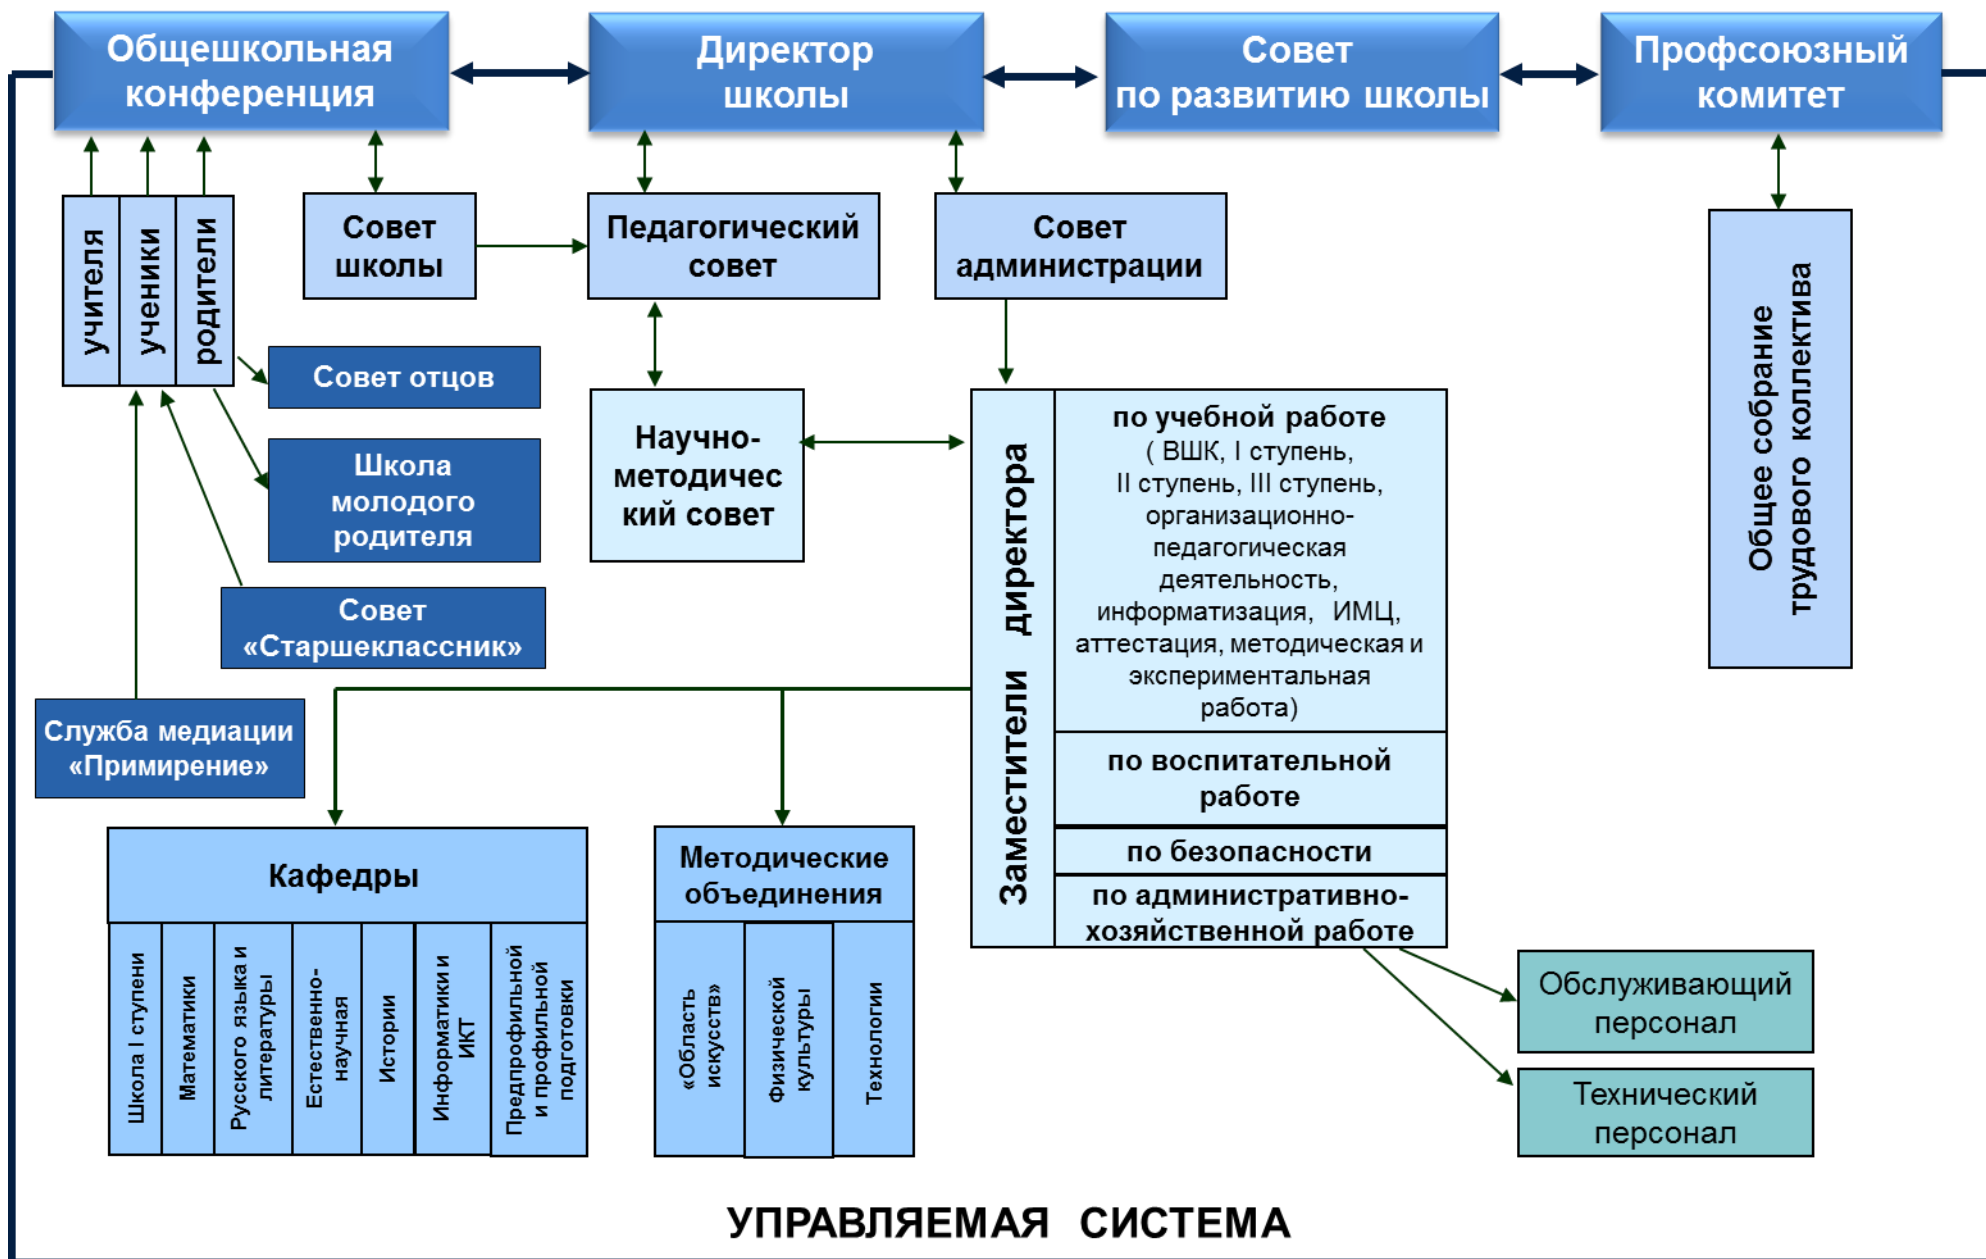 Общешкольная
конференция
Директор
школы
Совет
по развитию школы
Профсоюзный
комитет
учителя
ученики
родители
Совет
школы
Педагогический
совет
Совет
администрации
Общее собрание
трудового коллектива
Совет отцов
Школа
молодого
родителя
Совет
«Старшеклассник»
Служба медиации
«Примирение»
Научно-
методичес
кий совет
Заместители директора
по учебной работе
( ВШК, I ступень,
II ступень, III ступень,
организационно-
педагогическая
деятельность,
информатизация, ИМЦ,
аттестация, методическая и
экспериментальная
работа)
по воспитательной
работе
по безопасности
по административно-
хозяйственной работе
Кафедры
Школа I ступени
Математики
Русского языка и
литературы
Естественно-
научная
Истории
Информатики и
ИКТ
Предпрофильной
и профильной
подготовки
Методические
объединения
«Область
искусств»
Физической
культуры
Технологии
Обслуживающий
персонал
Технический
персонал
УПРАВЛЯЕМАЯ СИСТЕМА